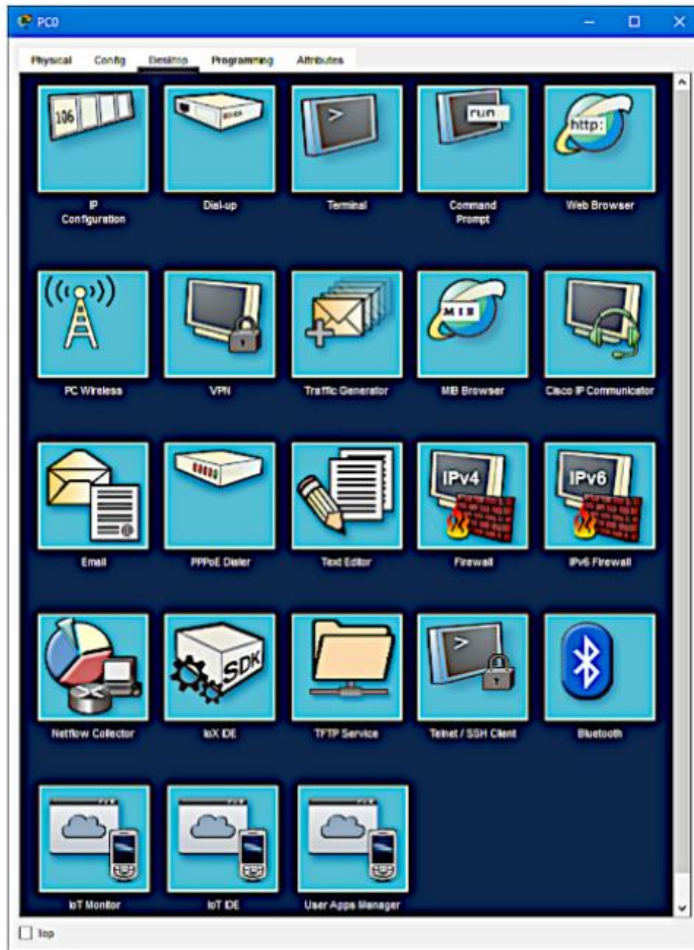 PC0
Physical Config Desktop Programming Attributes
106
run
http:
IP
Configuration
Dial-up
Terminal
Command
Prompt
Web Browser
MIB
PC Wireless
VPN
Traffic Generator
MIB Browser
Cisco IP Communicator
IPv4
IPv6
Email
PPPoE Dialer
Text Editor
Firewall
IPv6 Firewall
SDK
Netflow Collector
IoX IDE
TFTP Service
Telnet / SSH Client
Bluetooth
IoT Monitor
IoT IDE
User Apps Manager
Top